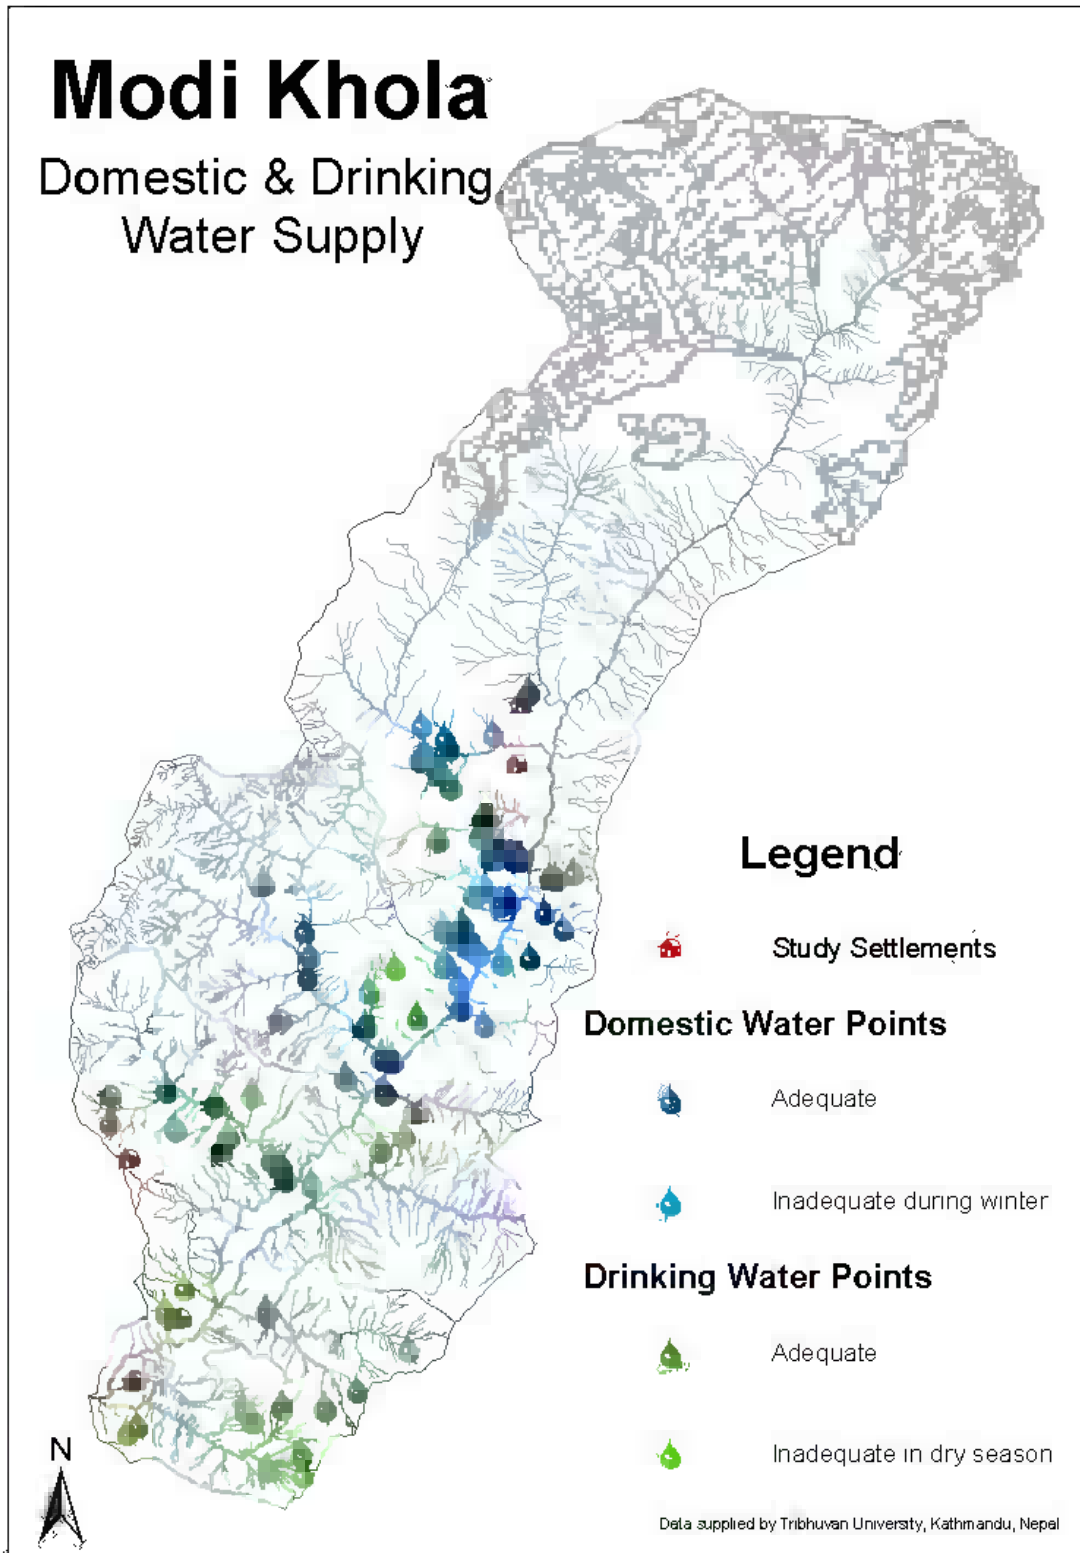 Modi Khola
Domestic & Drinking
Water Supply
Legend
Study Settlements
Domestic Water Points
Adequate
Inadequate during winter
Drinking Water Points
Adequate
Inadequate in dry season
N
Data supplied by Tribhuvan University, Kathmandu, Nepal